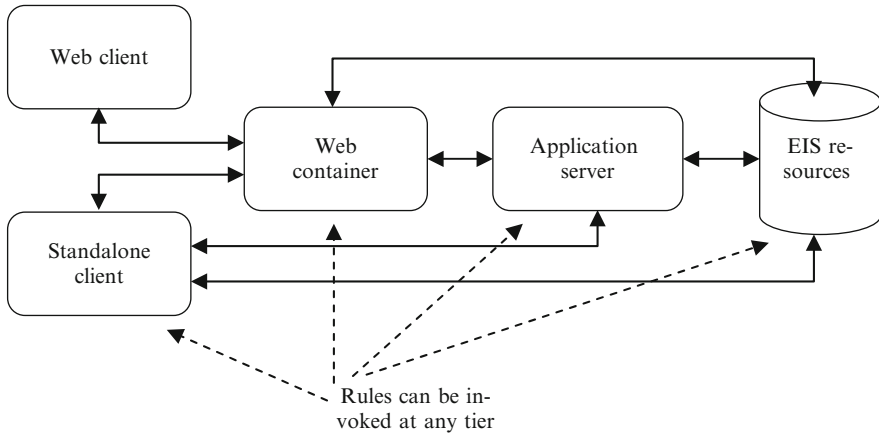 Web client
Web
container
Application
server
EIS re-
sources
Standalone
client
Rules can be in-
voked at any tier